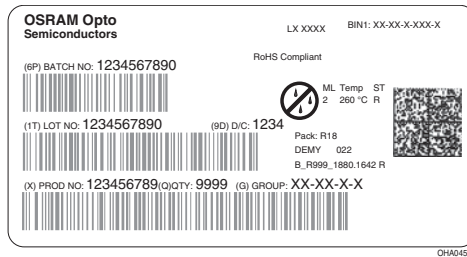 OSRAM Opto
Semiconductors
LX XXXX
BIN1: XX-XX-X-XXX-X
RoHS Compliant
(6P) BATCH NO: 1234567890
ML Temp ST
2 260 °C R
(1T) LOT NO: 1234567890 (9D) D/C: 1234
Pack: R18
DEMY 022
B_R999_1880.1642 R
(X) PROD NO: 123456789(Q)QTY: 9999 (G) GROUP: XX-XX-X-X
OHA045